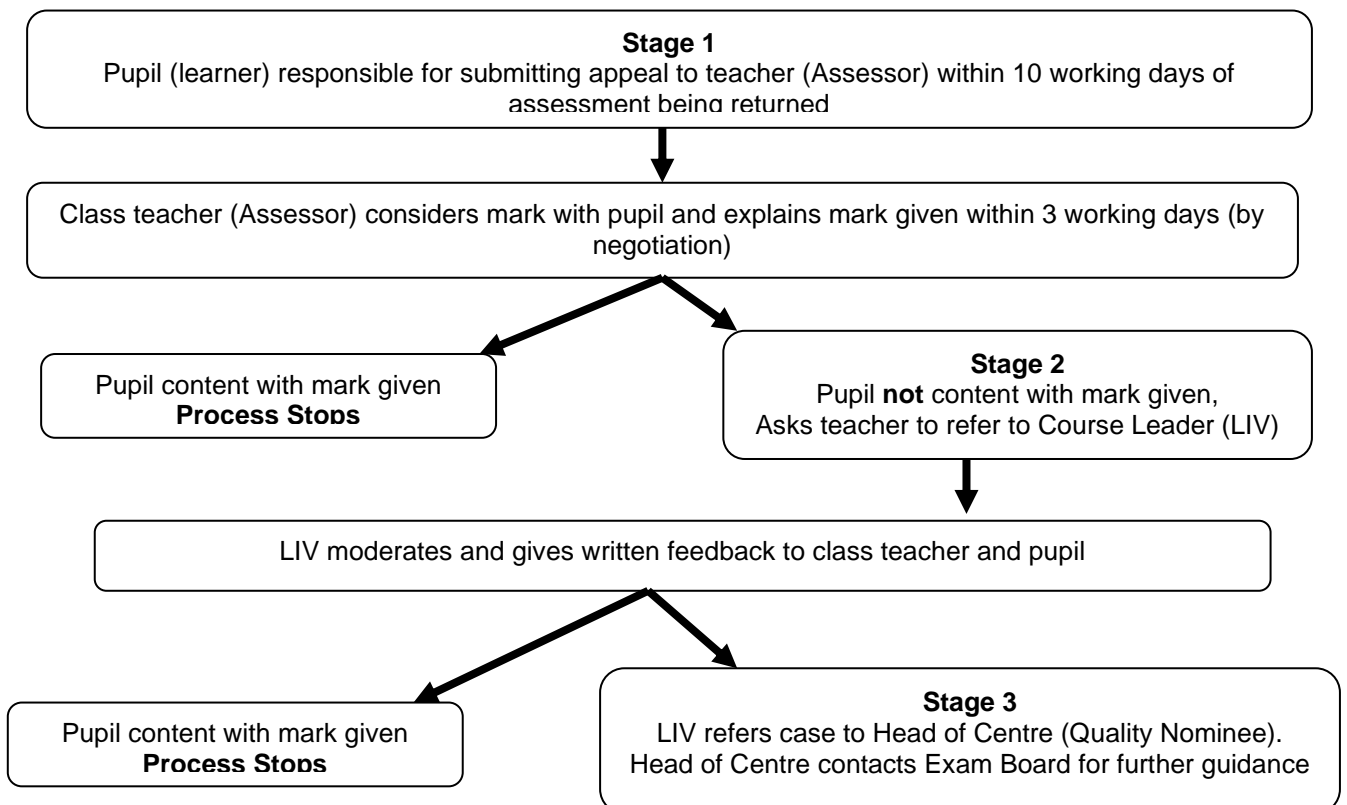 Stage 1
Pupil (learner) responsible for submitting appeal to teacher (Assessor) within 10 working days of
assessment being returned
Class teacher (Assessor) considers mark with pupil and explains mark given within 3 working days (by
negotiation)
Pupil content with mark given
Process Stops
Stage 2
Pupil not content with mark given,
Asks teacher to refer to Course Leader (LIV)
LIV moderates and gives written feedback to class teacher and pupil
Pupil content with mark given
Process Stops
Stage 3
LIV refers case to Head of Centre (Quality Nominee).
Head of Centre contacts Exam Board for further guidance